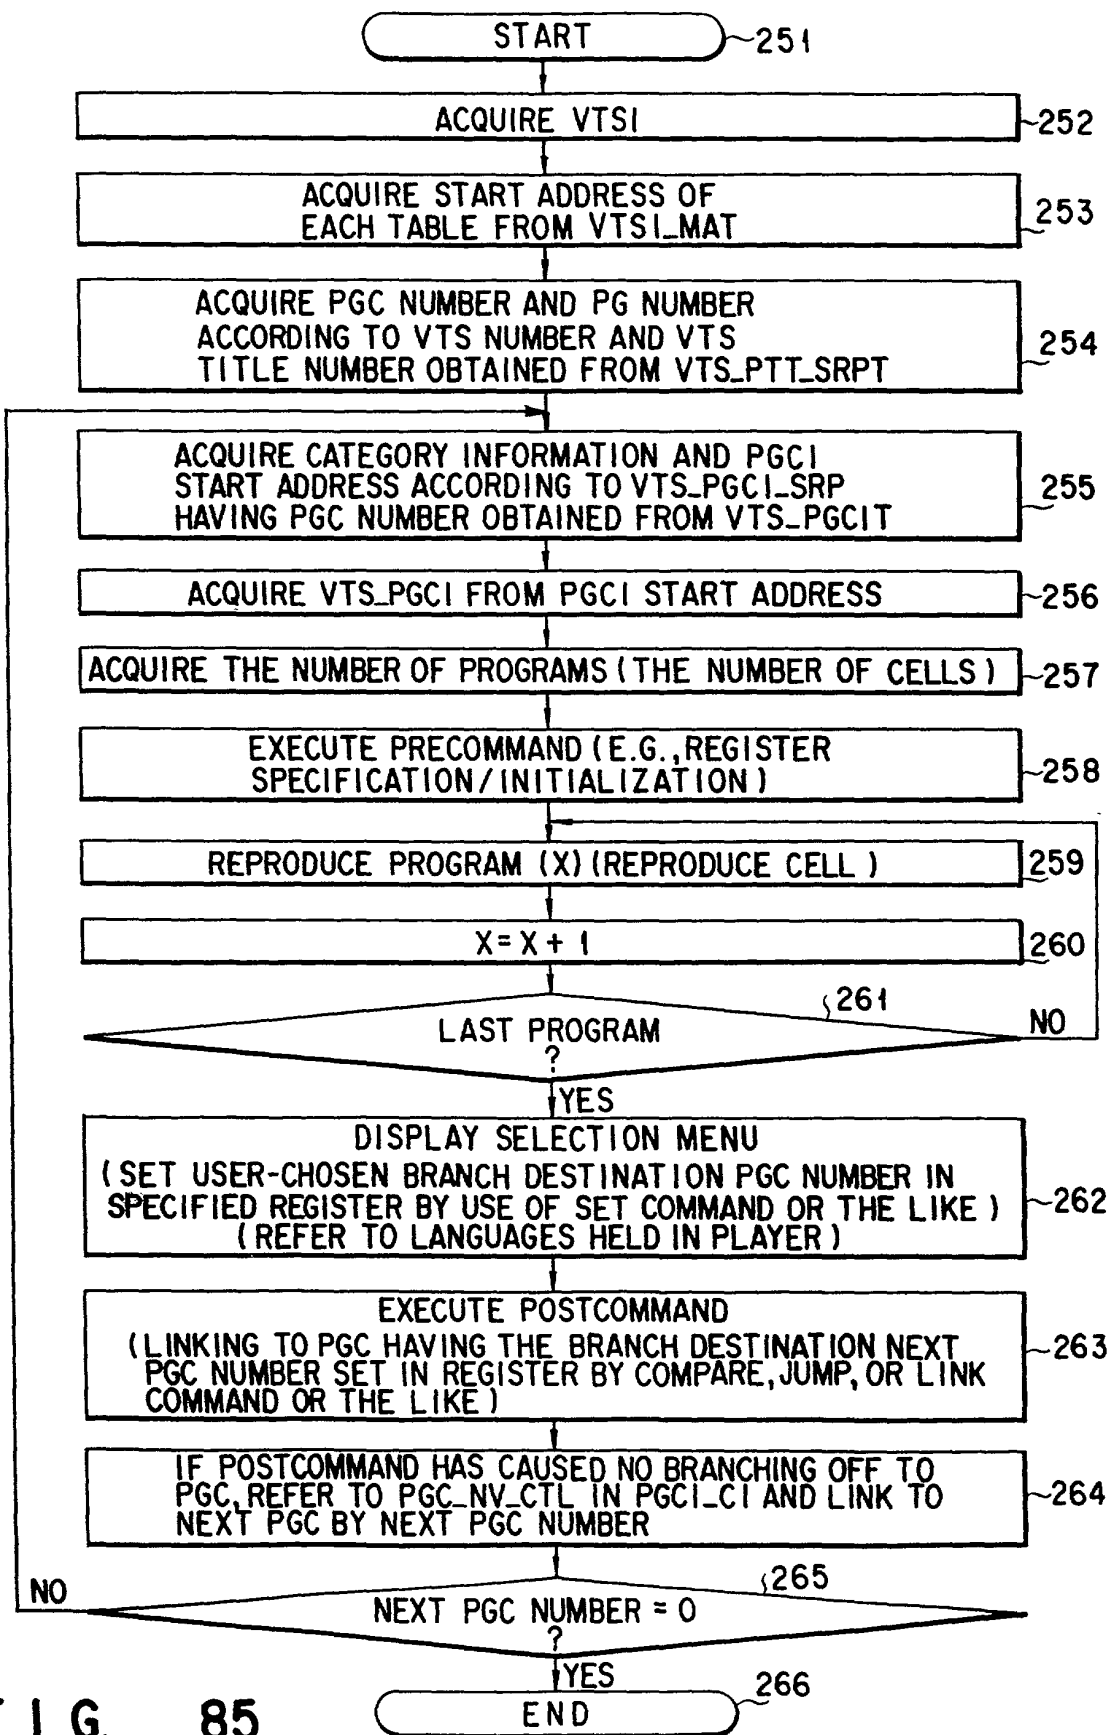 START
251
ACQUIRE VTSI
252
ACQUIRE START ADDRESS OF
EACH TABLE FROM VTSI_MAT
253
ACQUIRE PGC NUMBER AND PG NUMBER
ACCORDING TO VTS NUMBER AND VTS
TITLE NUMBER OBTAINED FROM VTS_PTT_SRPT
254
ACQUIRE CATEGORY INFORMATION AND PGCI
START ADDRESS ACCORDING TO VTS_PGCI_SRP
HAVING PGC NUMBER OBTAINED FROM VTS_PGCIT
255
ACQUIRE VTS_PGCI FROM PGCI START ADDRESS
256
ACQUIRE THE NUMBER OF PROGRAMS (THE NUMBER OF CELLS)
257
EXECUTE PRECOMMAND (E.G., REGISTER
SPECIFICATION/INITIALIZATION)
258
REPRODUCE PROGRAM (X) (REPRODUCE CELL)
259
X = X + 1
260
261
LAST PROGRAM
?
NO
YES
DISPLAY SELECTION MENU
(SET USER-CHOSEN BRANCH DESTINATION PGC NUMBER IN
SPECIFIED REGISTER BY USE OF SET COMMAND OR THE LIKE)
(REFER TO LANGUAGES HELD IN PLAYER)
262
EXECUTE POSTCOMMAND
(LINKING TO PGC HAVING THE BRANCH DESTINATION NEXT
PGC NUMBER SET IN REGISTER BY COMPARE, JUMP, OR LINK
COMMAND OR THE LIKE)
263
IF POSTCOMMAND HAS CAUSED NO BRANCHING OFF TO
PGC, REFER TO PGC_NV_CTL IN PGCI_CI AND LINK TO
NEXT PGC BY NEXT PGC NUMBER
264
265
NO
NEXT PGC NUMBER = 0
?
YES
266
END
FIG. 85